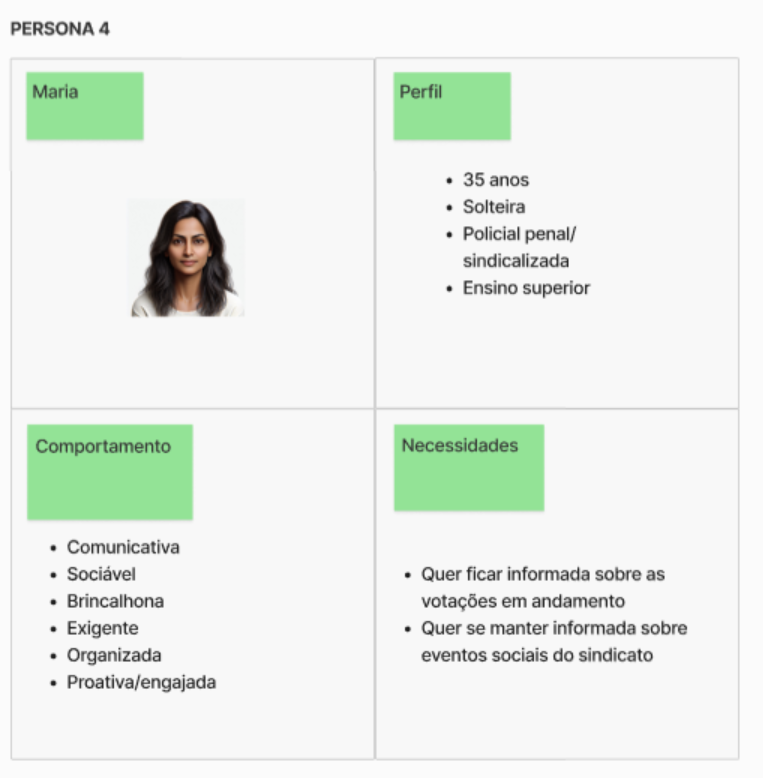 PERSONA 4
Maria
Perfil
• 35 anos
• Solteira
• Policial penal/
sindicalizada
• Ensino superior
Comportamento
• Comunicativa
• Sociável
• Brincalhona
• Exigente
• Organizada
• Proativa/engajada
Necessidades
• Quer ficar informada sobre as
votações em andamento
• Quer se manter informada sobre
eventos sociais do sindicato